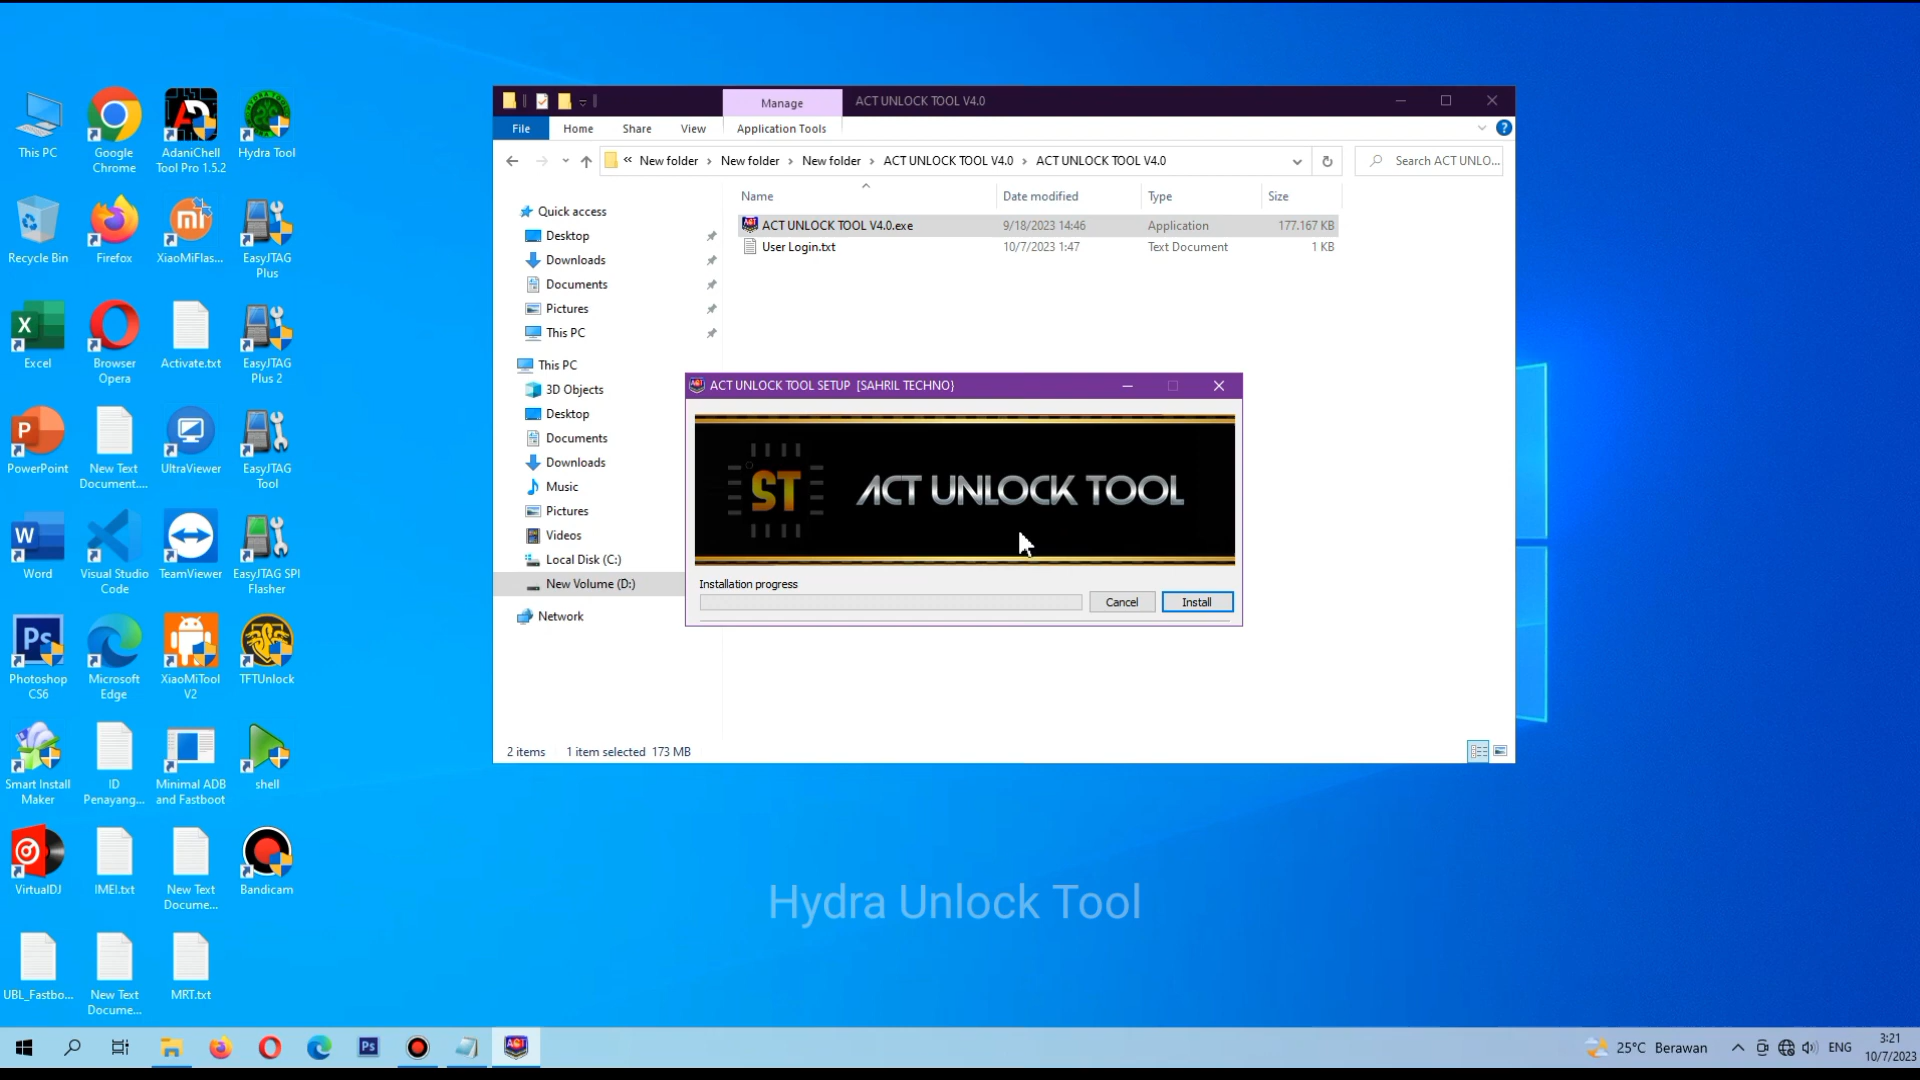 This PC
Google
Chrome
AdaniChell
Tool Pro 1.5.2
Hydra Tool
Recycle Bin
Firefox
XiaoMiFlas...
EasyJTAG
Plus
Excel
Browser
Opera
Activate.txt
EasyJTAG
Plus 2
PowerPoint
New Text
Document....
UltraViewer
EasyJTAG
Tool
Word
Visual Studio
Code
TeamViewer
EasyJTAG SPI
Flasher
Photoshop
CS6
Microsoft
Edge
XiaoMiTool
V2
TFTUnlock
Smart Install
Maker
ID
Penayang...
Minimal ADB
and Fastboot
shell
VirtualDJ
IMEI.txt
New Text
Docume...
Bandicam
UBL_Fastbo...
New Text
Docume...
MRT.txt
Manage
ACT UNLOCK TOOL V4.0
File
Home
Share
View
Application Tools
« New folder › New folder › New folder › ACT UNLOCK TOOL V4.0 › ACT UNLOCK TOOL V4.0
Search ACT UNLO...
Name
Date modified
Type
Size
ACT UNLOCK TOOL V4.0.exe
9/18/2023 14:46
Application
177.167 KB
User Login.txt
10/7/2023 1:47
Text Document
1 KB
Quick access
Desktop
Downloads
Documents
Pictures
This PC
This PC
3D Objects
Desktop
Documents
Downloads
Music
Pictures
Videos
Local Disk (C:)
New Volume (D:)
Network
ACT UNLOCK TOOL SETUP [SAHRIL TECHNO]
ST
ACT UNLOCK TOOL
Installation progress
Cancel
Install
2 items
1 item selected 173 MB
Hydra Unlock Tool
25°C Berawan
ENG
3:21
10/7/2023